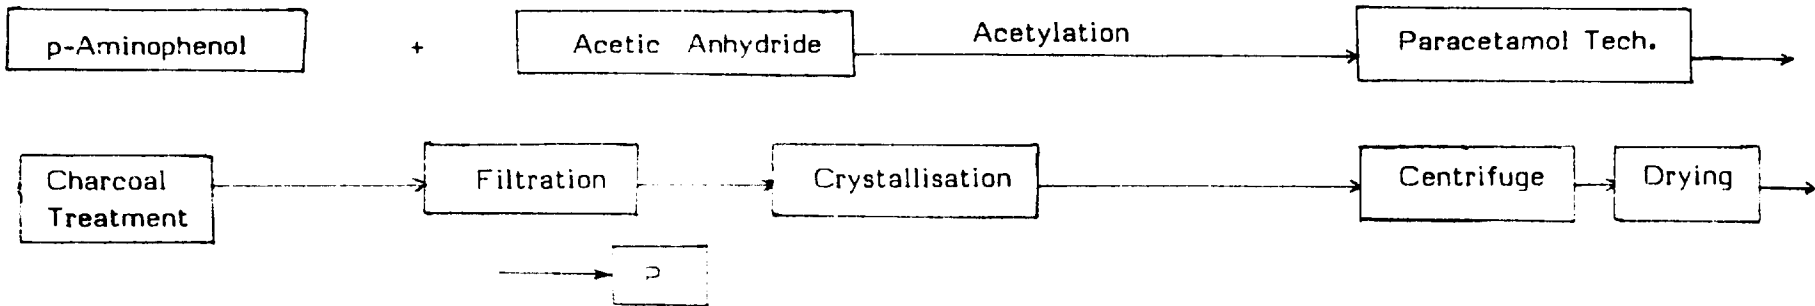 p-Aminophenol + Acetic Anhydride Acetylation Paracetamol Tech.
Charcoal Treatment Filtration Crystallisation Centrifuge Drying